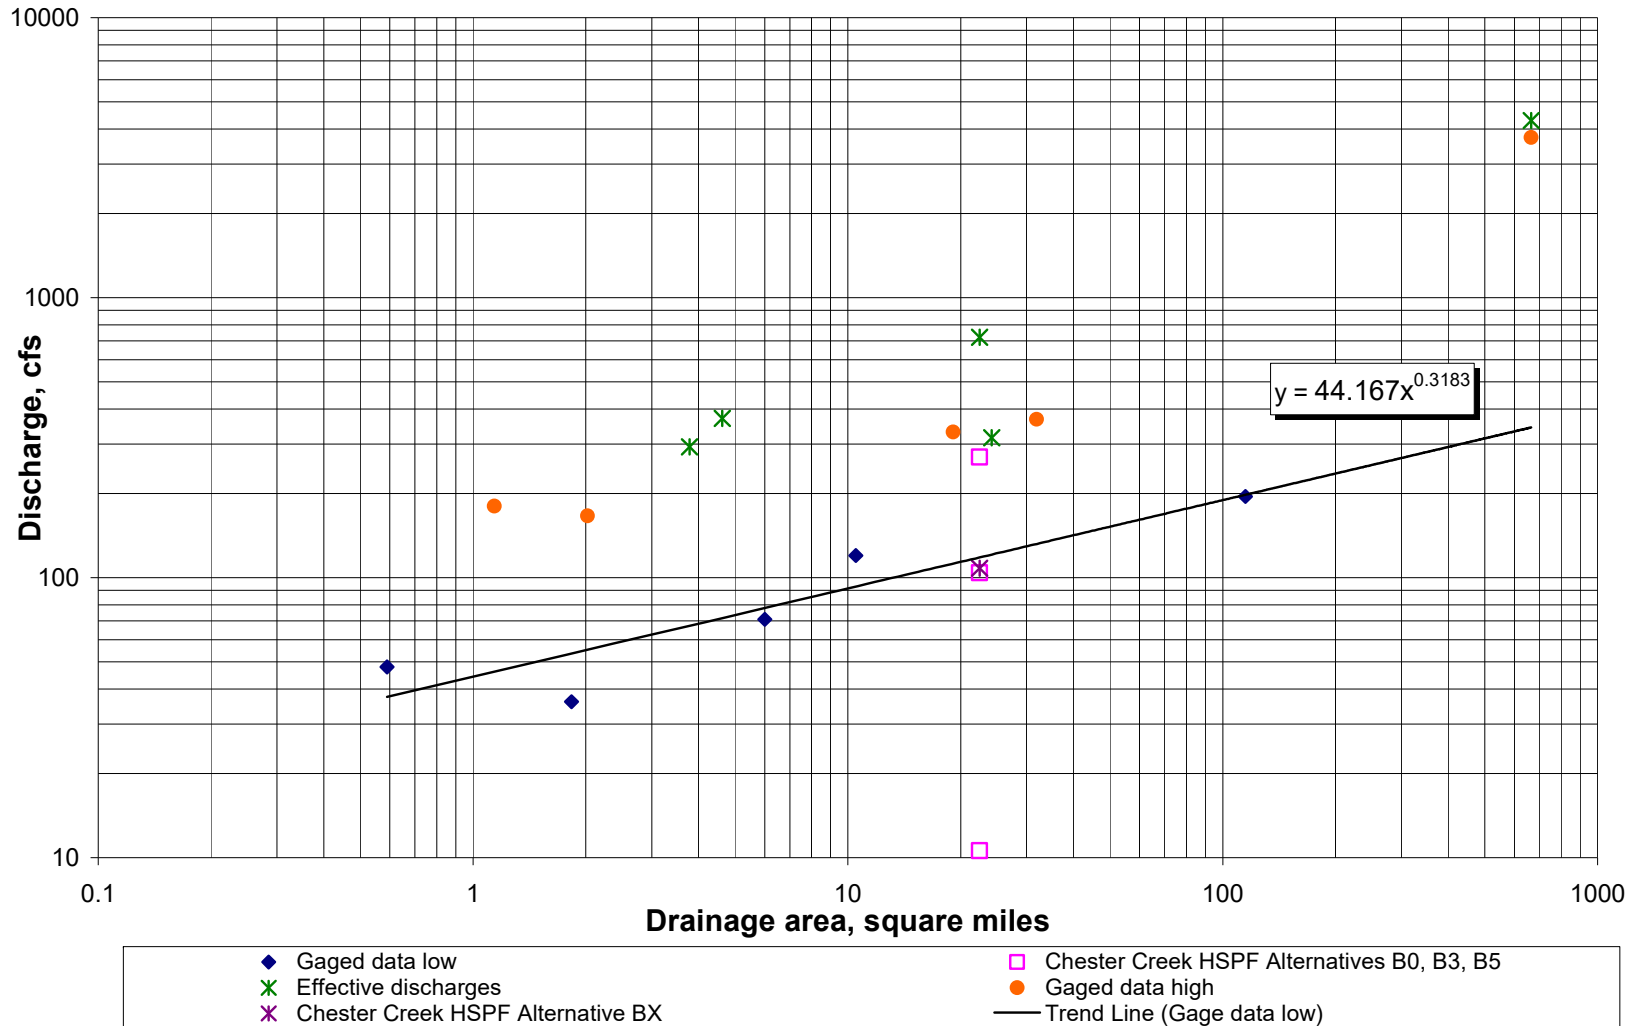 10000
1000
100
10
Discharge, cfs
y = 44.167x^0.3183
0.1 1 10 100 1000
Drainage area, square miles
Gaged data low
Chester Creek HSPF Alternatives B0, B3, B5
Effective discharges
Gaged data high
Chester Creek HSPF Alternative BX
Trend Line (Gage data low)